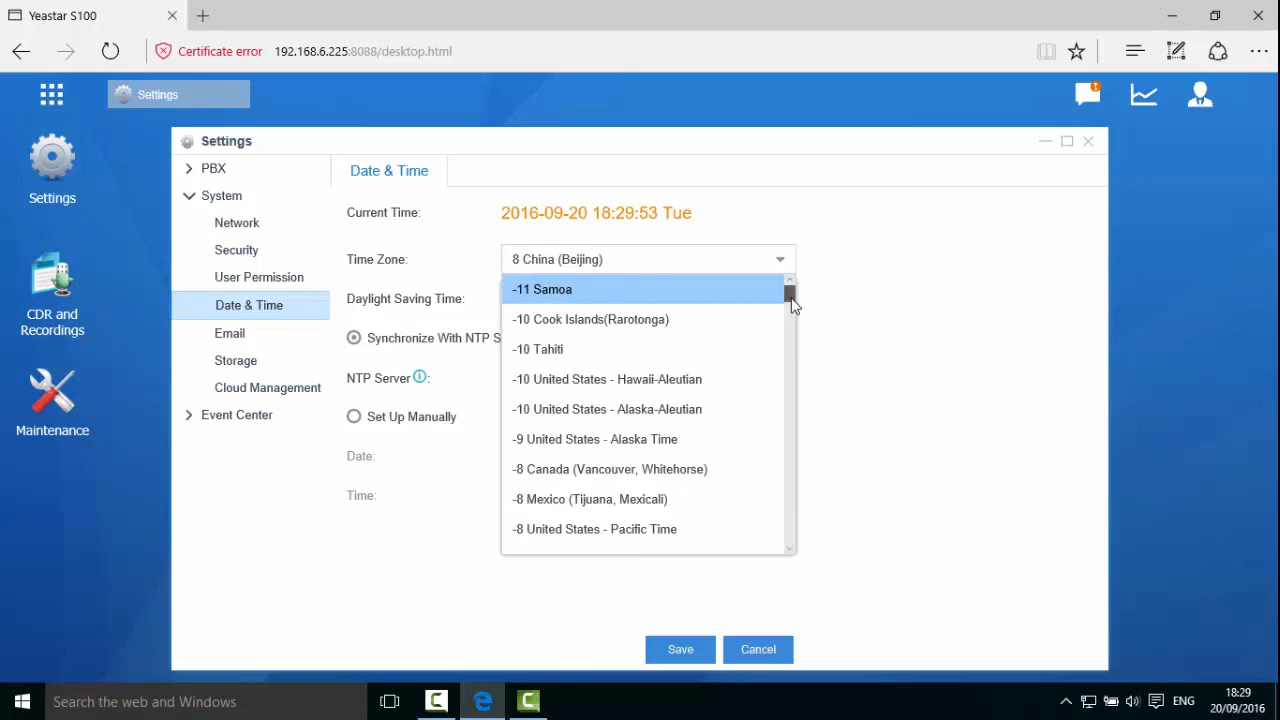 Yeastar S100
Certificate error
192.168.6.225:8088/desktop.html
Settings
Settings
CDR and
Recordings
Maintenance
Settings
PBX
System
Network
Security
User Permission
Date & Time
Email
Storage
Cloud Management
Event Center
Date & Time
Current Time:
2016-09-20 18:29:53 Tue
Time Zone:
8 China (Beijing)
Daylight Saving Time:
Synchronize With NTP S
NTP Server i:
Set Up Manually
Date:
Time:
-11 Samoa
-10 Cook Islands(Rarotonga)
-10 Tahiti
-10 United States - Hawaii-Aleutian
-10 United States - Alaska-Aleutian
-9 United States - Alaska Time
-8 Canada (Vancouver, Whitehorse)
-8 Mexico (Tijuana, Mexicali)
-8 United States - Pacific Time
Save
Cancel
Search the web and Windows
ENG
18:29
20/09/2016